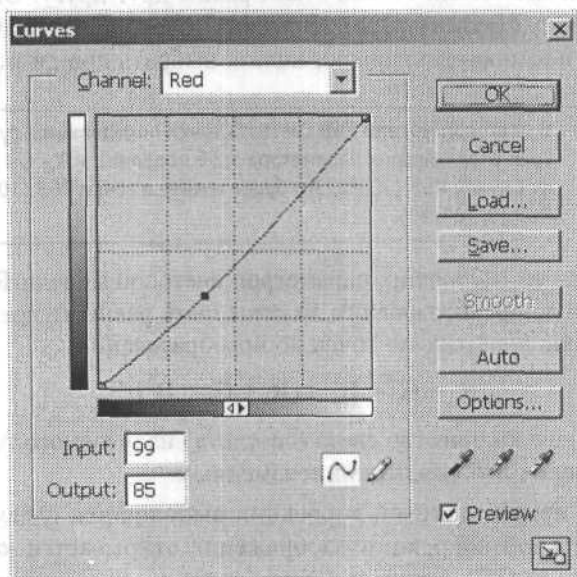 Curves
Channel: Red
OK
Cancel
Load...
Save...
Smooth
Auto
Options...
Input: 99
Output: 85
Preview